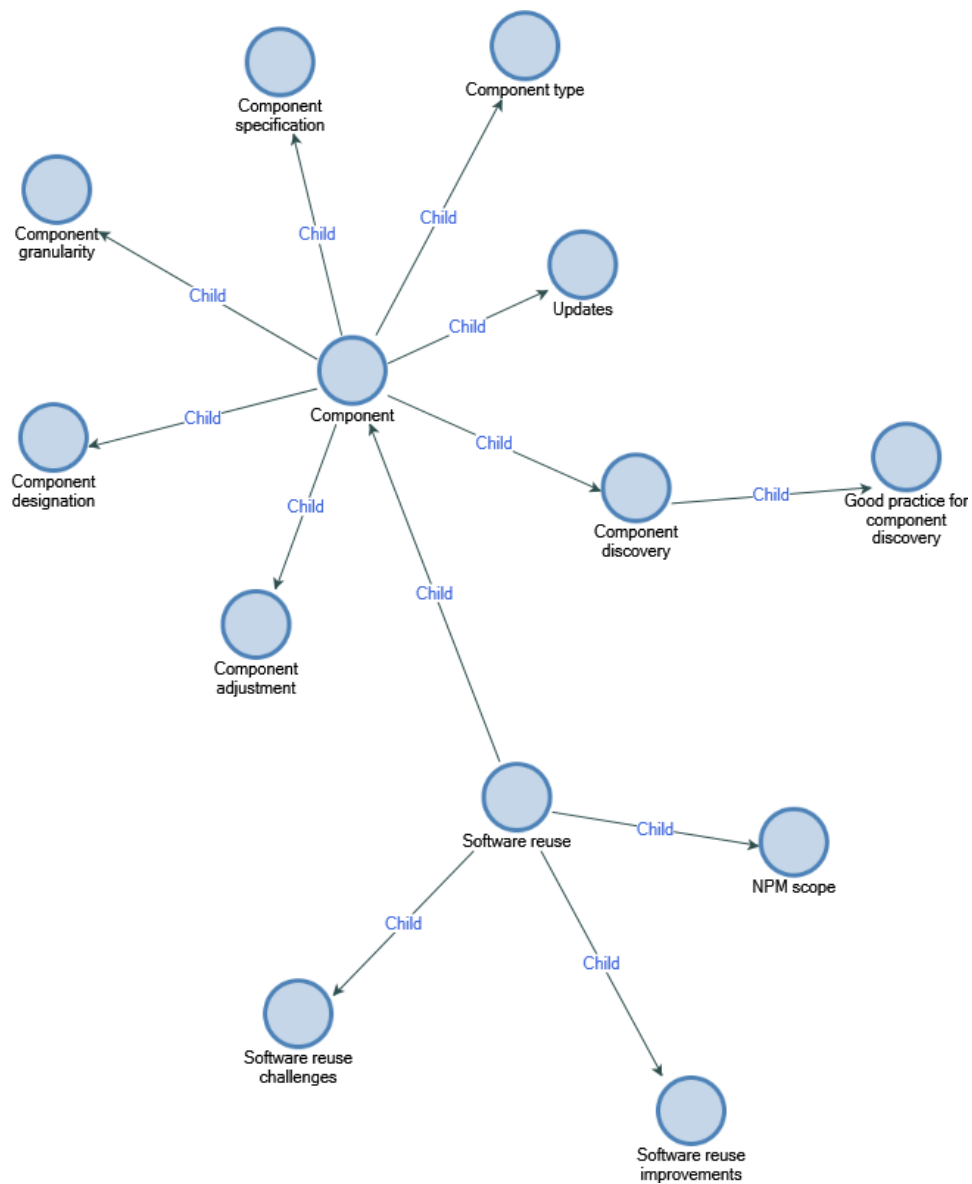 Component type
Component
specification
Child
Child
Component
granularity
Child
Updates
Child
Component
Child
Component
designation
Child
Child
Component
discovery
Child
Good practice for
component
discovery
Child
Component
adjustment
Software reuse
Child
NPM scope
Child
Child
Software reuse
challenges
Software reuse
improvements